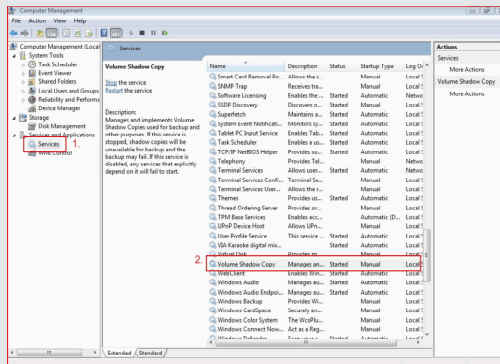 Computer Management
File Action View Help
Computer Management (Local
System Tools
Task Scheduler
Event Viewer
Shared Folders
Local Users and Groups
Reliability and Performa
Device Manager
Storage
Disk Management
Services and Applications
Services
WMI Control
1.
Services
Volume Shadow Copy
Stop the service
Restart the service
Description:
Manages and implements Volume
Shadow Copies used for backup and
other purposes. If this service is
stopped, shadow copies will be
unavailable for backup and the
backup may fail. If this service is
disabled, any services that explicitly
depend on it will fail to start.
Name Description Status Startup Type Log On
Smart Card Removal Po... Allows the s... Manual Local S
SNMP Trap Receives tra... Manual Local S
Software Licensing Enables the ... Started Automatic Netwo
SSDP Discovery Discovers n... Started Manual Local S
Superfetch Maintains a... Started Automatic Local S
System Event Notificati... Monitors sy... Started Automatic Local S
Tablet PC Input Service Enables Tab... Started Automatic Local S
Task Scheduler Enables a us... Started Automatic Local S
TCP/IP NetBIOS Helper Provides su... Started Automatic Local S
Telephony Provides Tel... Manual Netwo
Terminal Services Allows user... Started Automatic Netwo
Terminal Services Confi... Terminal Se... Manual Local S
Terminal Services User... Allows the r... Manual Local S
Themes Provides us... Started Automatic Local S
Thread Ordering Server Provides or... Manual Local S
TPM Base Services Enables acc... Automatic (D... Local S
UPnP Device Host Allows UPn... Manual Local S
User Profile Service This service ... Started Automatic Local S
VIA Karaoke digital mix... Started Automatic Local S
Virtual Disk Provides m... Manual Local S
2.
Volume Shadow Copy Manages an... Started Manual Local S
WebClient Enables Win... Started Automatic Local S
Windows Audio Manages au... Started Automatic Local S
Windows Audio Endpoi... Manages au... Started Automatic Local S
Windows Backup Provides Wi... Manual Local S
Windows CardSpace Securely en... Manual Local S
Windows Color System The WcsPlu... Manual Local S
Windows Connect Now... Act as a Reg... Manual Local S
Windows Defender Started Automatic Local S
Extended Standard
Actions
Services
More Actions
Volume Shadow Copy
More Actions